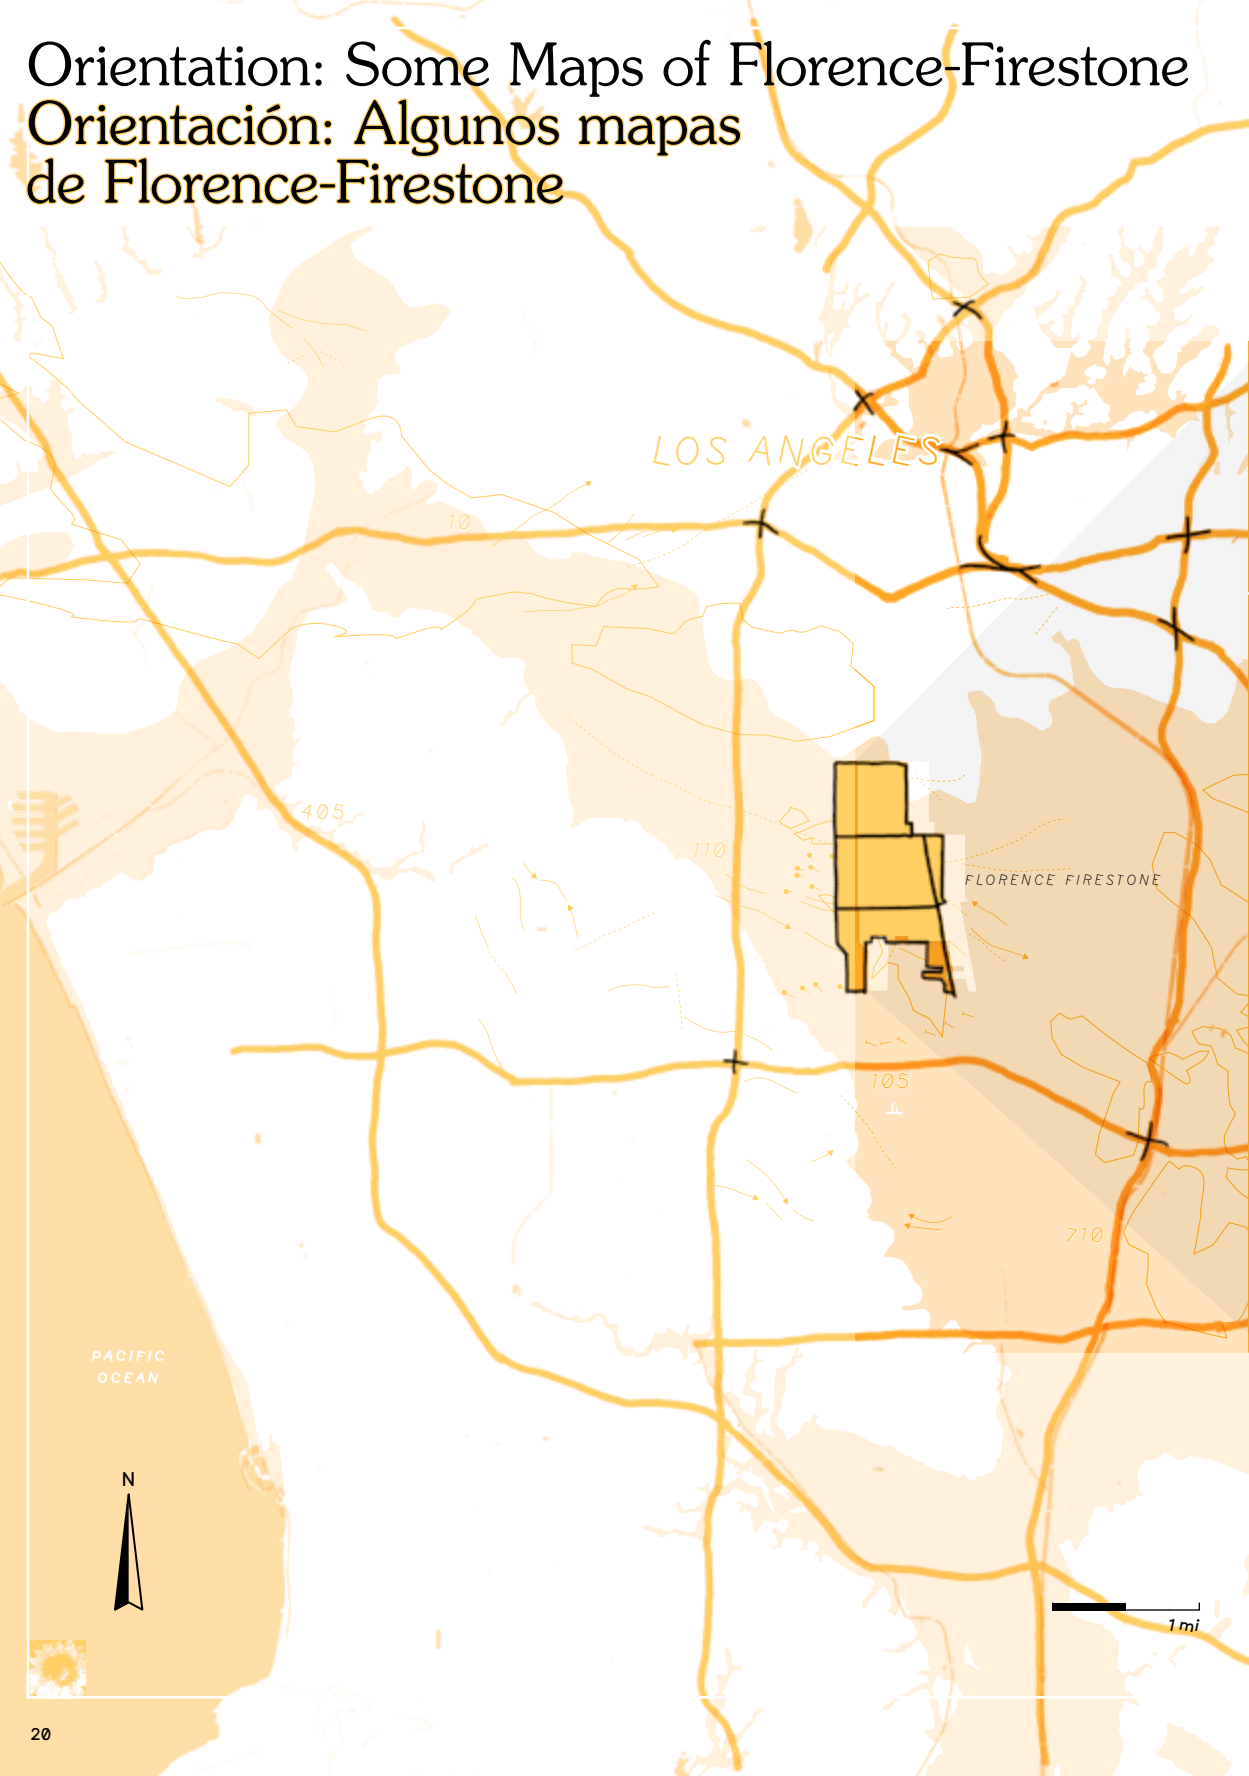 Orientation: Some Maps of Florence-Firestone
Orientación: Algunos mapas
de Florence-Firestone
LOS ANGELES
10
405
110
FLORENCE FIRESTONE
105
710
PACIFIC
OCEAN
N
1 mi
20